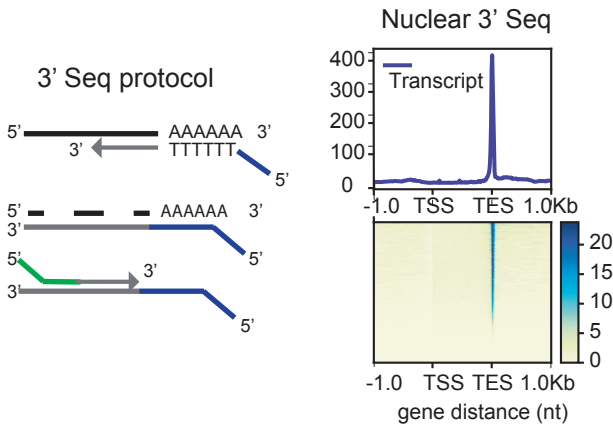 3’ Seq protocol
5’ AAAAAA 3’
3’ TTTTTT
5’
5’ AAAAAA 3’
3’
5’
5’
3’
3’
5’
Nuclear 3’ Seq
400
300
200
100
0
Transcript
-1.0 TSS TES 1.0Kb
20
15
10
5
0
-1.0 TSS TES 1.0Kb
gene distance (nt)